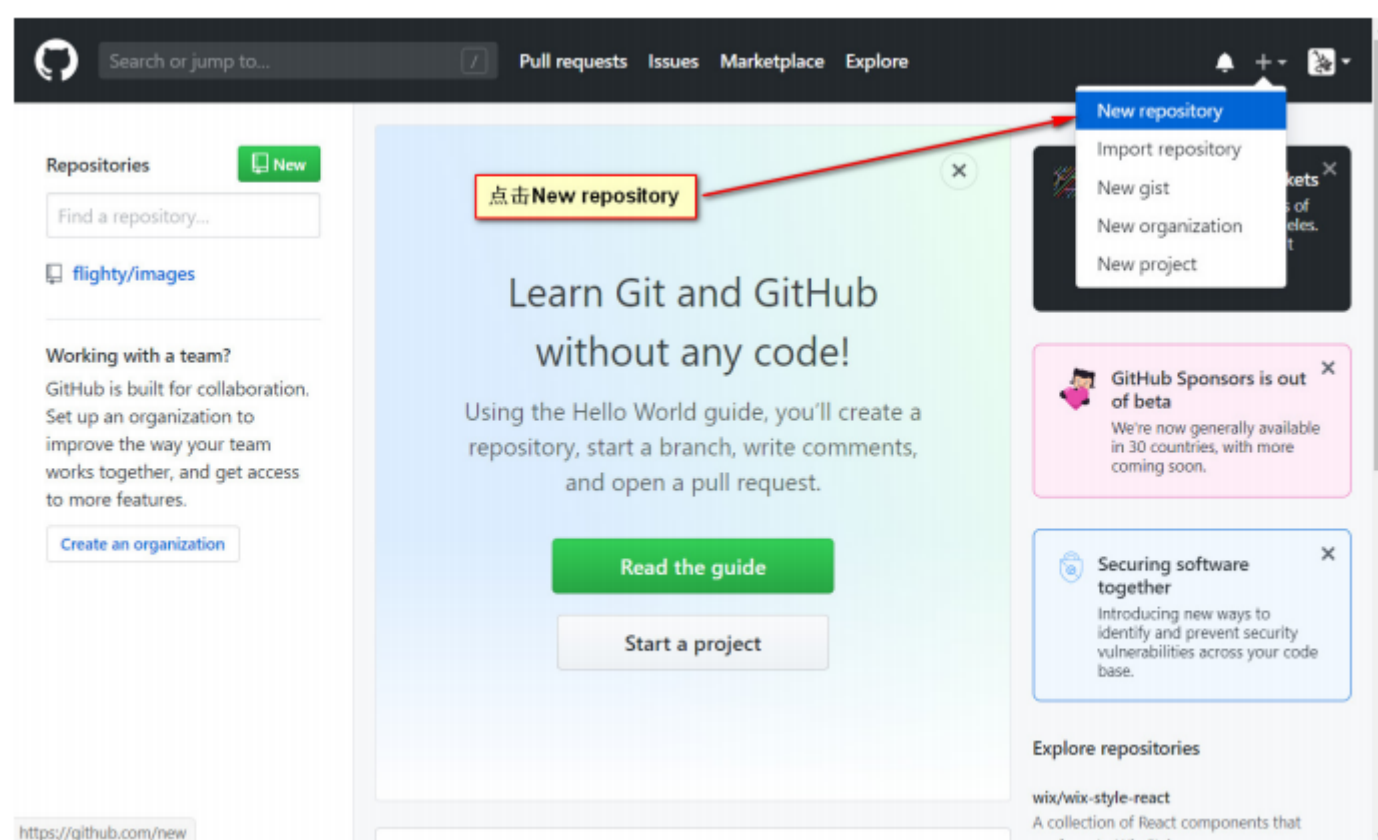 Search or jump to...
/
Pull requests Issues Marketplace Explore
New repository
Import repository
New gist
New organization
New project
Repositories
New
Find a repository...
flighty/images
Working with a team?
GitHub is built for collaboration.
Set up an organization to
improve the way your team
works together, and get access
to more features.
Create an organization
点击New repository
Learn Git and GitHub
without any code!
Using the Hello World guide, you'll create a
repository, start a branch, write comments,
and open a pull request.
Read the guide
Start a project
of
t
GitHub Sponsors is out
of beta
We're now generally available
in 30 countries, with more
coming soon.
Securing software
together
Introducing new ways to
identify and prevent security
vulnerabilities across your code
base.
Explore repositories
wix/wix-style-react
A collection of React components that
https://github.com/new